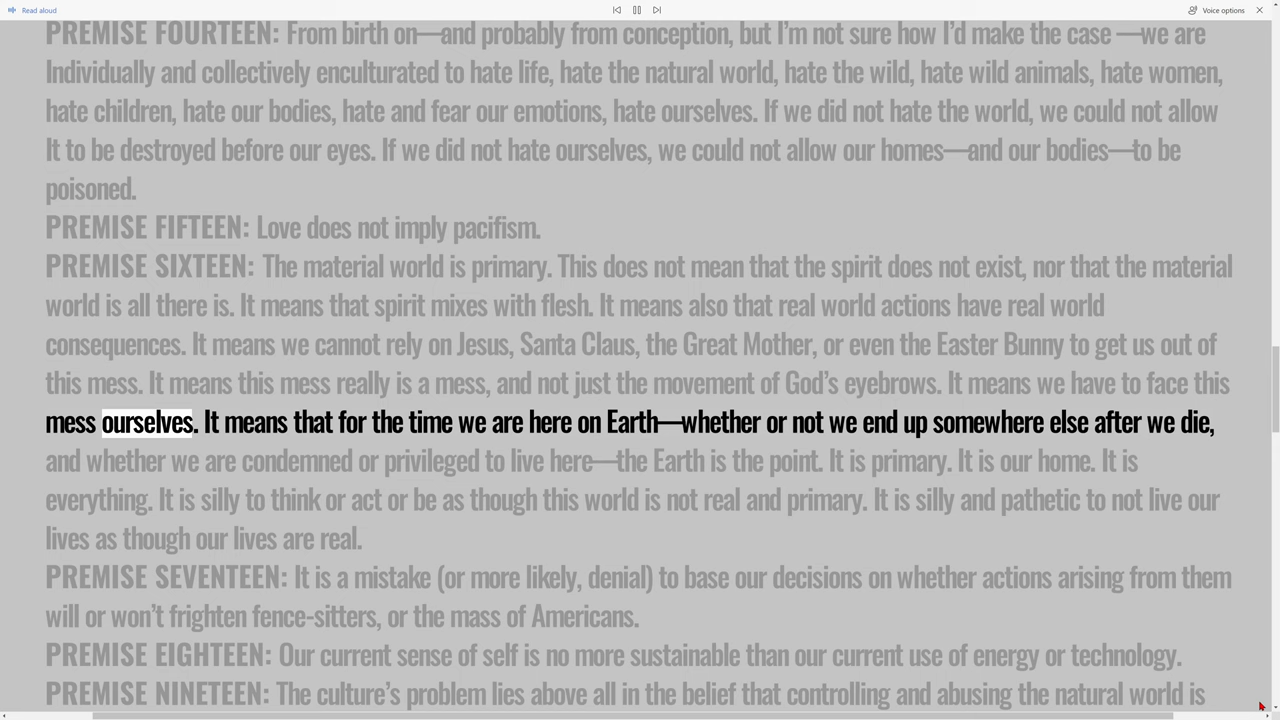 Read aloud
Voice options
PREMISE FOURTEEN: From birth on—and probably from conception, but I'm not sure how I'd make the case —we are
Individually and collectively enculturated to hate life, hate the natural world, hate the wild, hate wild animals, hate women,
hate children, hate our bodies, hate and fear our emotions, hate ourselves. If we did not hate the world, we could not allow
It to be destroyed before our eyes. If we did not hate ourselves, we could not allow our homes—and our bodies—to be
poisoned.
PREMISE FIFTEEN: Love does not imply pacifism.
PREMISE SIXTEEN: The material world is primary. This does not mean that the spirit does not exist, nor that the material
world is all there is. It means that spirit mixes with flesh. It means also that real world actions have real world
consequences. It means we cannot rely on Jesus, Santa Claus, the Great Mother, or even the Easter Bunny to get us out of
this mess. It means this mess really is a mess, and not just the movement of God's eyebrows. It means we have to face this
mess ourselves. It means that for the time we are here on Earth—whether or not we end up somewhere else after we die,
and whether we are condemned or privileged to live here—the Earth is the point. It is primary. It is our home. It is
everything. It is silly to think or act or be as though this world is not real and primary. It is silly and pathetic to not live our
lives as though our lives are real.
PREMISE SEVENTEEN: It is a mistake (or more likely, denial) to base our decisions on whether actions arising from them
will or won't frighten fence-sitters, or the mass of Americans.
PREMISE EIGHTEEN: Our current sense of self is no more sustainable than our current use of energy or technology.
PREMISE NINETEEN: The culture's problem lies above all in the belief that controlling and abusing the natural world is